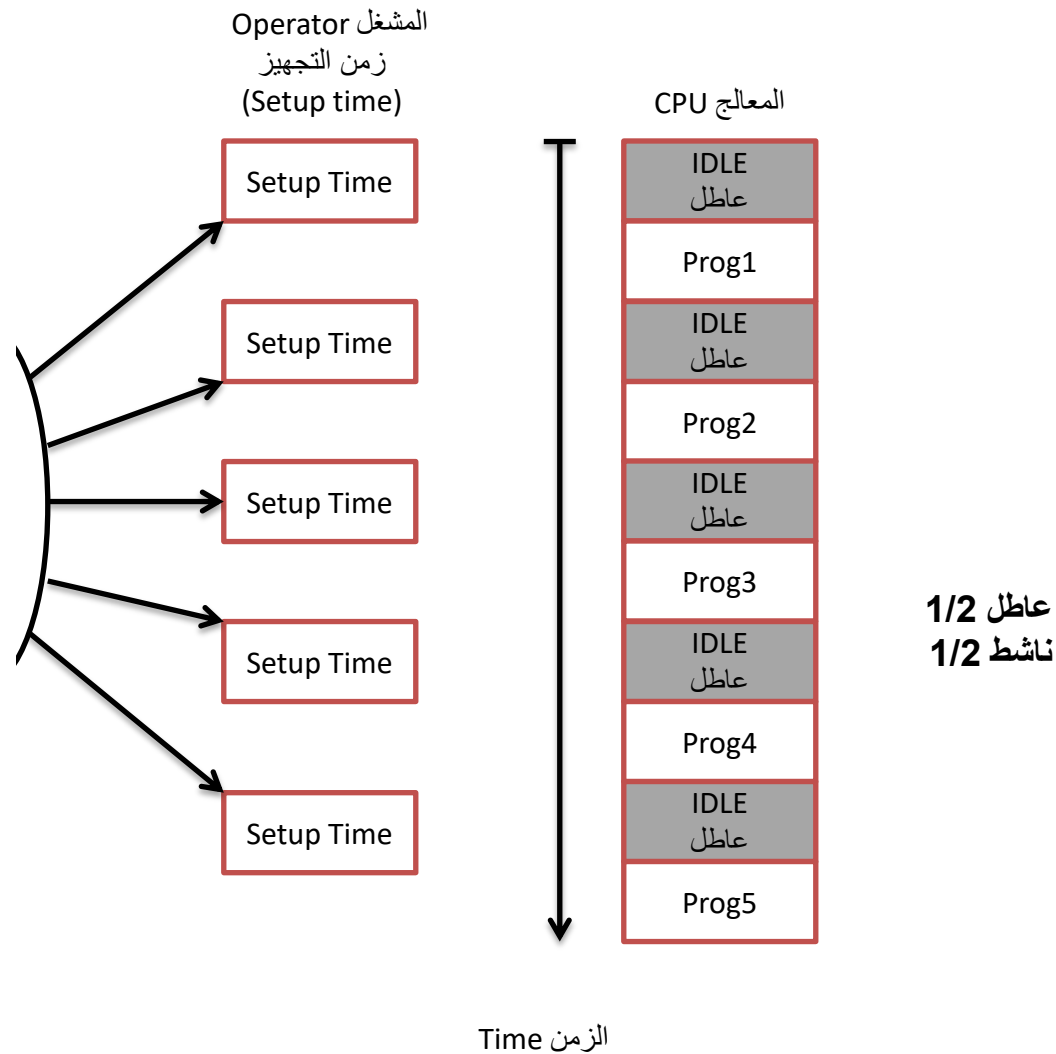 المشغل Operator
زمن التجهيز
(Setup time)
المعالج CPU
Setup Time
IDLE
عاطل
Prog1
Setup Time
IDLE
عاطل
Prog2
Setup Time
IDLE
عاطل
Prog3
عاطل 1/2
ناشط 1/2
Setup Time
IDLE
عاطل
Prog4
Setup Time
IDLE
عاطل
Prog5
الزمن Time